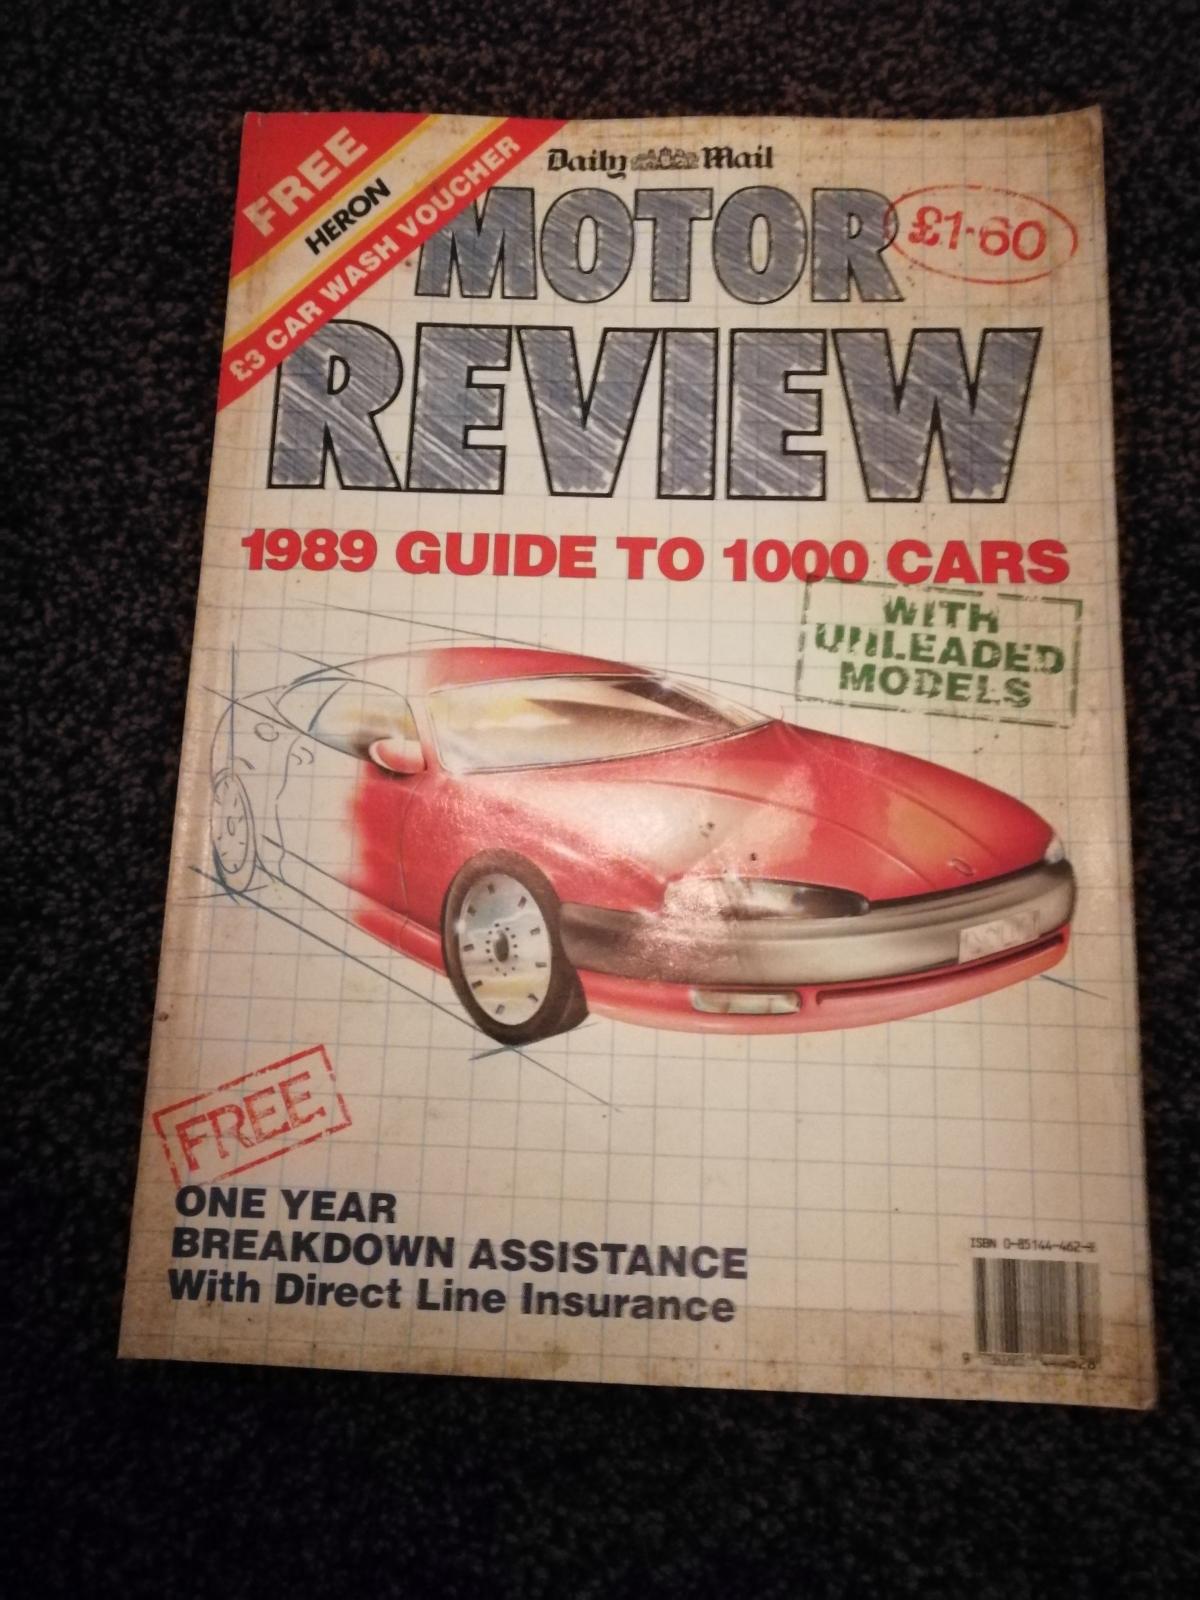 FREE
HERON
£3 CAR WASH VOUCHER
Daily Mail
MOTOR
£1·60
REVIEW
1989 GUIDE TO 1000 CARS
WITH
UNLEADED
MODELS
FREE
ONE YEAR
BREAKDOWN ASSISTANCE
With Direct Line Insurance
ISBN 0-85144-462-